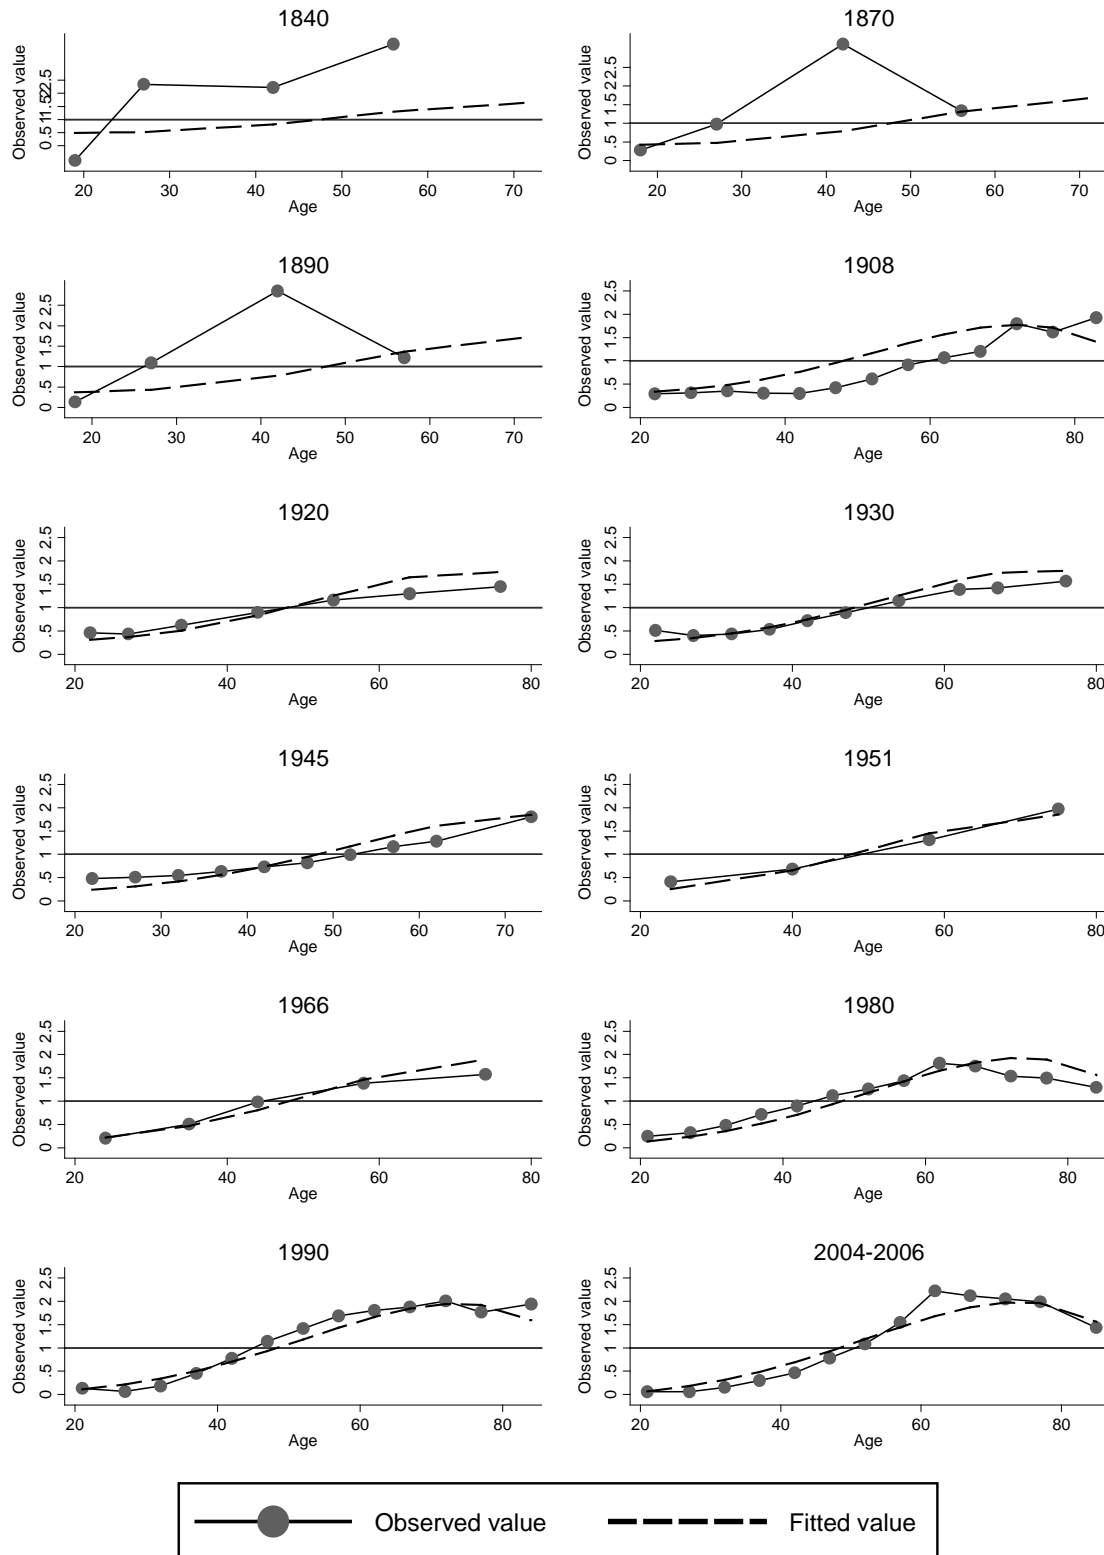 1840
Observed value
0 .5 1 1.5 2 2.5
20 30 40 50 60 70
Age
1870
Observed value
0 .5 1 1.5 2 2.5
20 30 40 50 60 70
Age
1890
Observed value
0 .5 1 1.5 2 2.5
20 30 40 50 60 70
Age
1908
Observed value
0 .5 1 1.5 2 2.5
20 40 60 80
Age
1920
Observed value
0 .5 1 1.5 2 2.5
20 40 60 80
Age
1930
Observed value
0 .5 1 1.5 2 2.5
20 40 60 80
Age
1945
Observed value
0 .5 1 1.5 2 2.5
20 30 40 50 60 70
Age
1951
Observed value
0 .5 1 1.5 2 2.5
20 40 60 80
Age
1966
Observed value
0 .5 1 1.5 2 2.5
20 40 60 80
Age
1980
Observed value
0 .5 1 1.5 2 2.5
20 40 60 80
Age
1990
Observed value
0 .5 1 1.5 2 2.5
20 40 60 80
Age
2004-2006
Observed value
0 .5 1 1.5 2 2.5
20 40 60 80
Age
Observed value
Fitted value